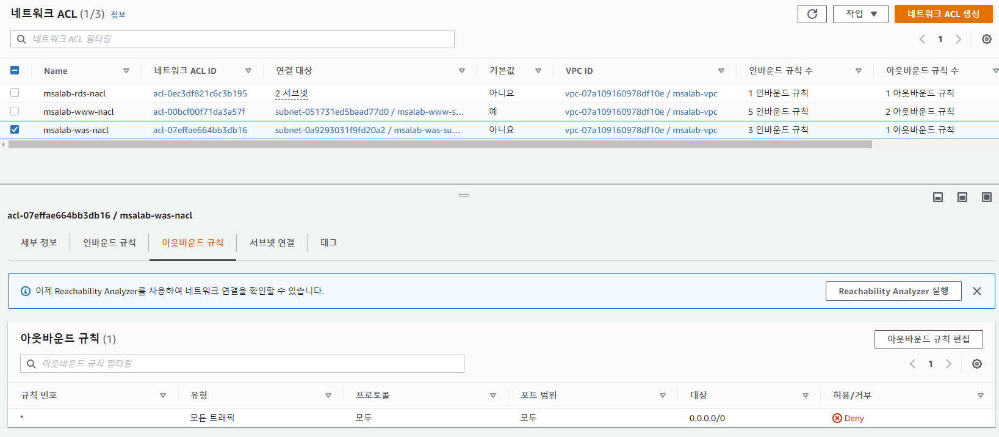 네트워크 ACL (1/3) 정보
작업
네트워크 ACL 생성
네트워크 ACL 필터링
1
Name 네트워크 ACL ID 연결 대상 기본값 VPC ID 인바운드 규칙 수 아웃바운드 규칙 수
msalab-rds-nacl acl-0ec3df821c6c3b195 2 서브넷 아니요 vpc-07a109160978df10e / msalab-vpc 1 인바운드 규칙 1 아웃바운드 규칙
msalab-www-nacl acl-00bcf00f71da3a57f subnet-051731ed5baad77d0 / msalab-www-s... 예 vpc-07a109160978df10e / msalab-vpc 5 인바운드 규칙 2 아웃바운드 규칙
msalab-was-nacl acl-07effae664bb3db16 subnet-0a9293031f9fd20a2 / msalab-was-su... 아니요 vpc-07a109160978df10e / msalab-vpc 3 인바운드 규칙 1 아웃바운드 규칙
acl-07effae664bb3db16 / msalab-was-nacl
세부 정보 인바운드 규칙 아웃바운드 규칙 서브넷 연결 태그
이제 Reachability Analyzer를 사용하여 네트워크 연결을 확인할 수 있습니다.
Reachability Analyzer 실행
아웃바운드 규칙 (1)
아웃바운드 규칙 편집
아웃바운드 규칙 필터링
1
규칙 번호 유형 프로토콜 포트 범위 대상 허용/거부
* 모든 트래픽 모두 모두 0.0.0.0/0 Deny